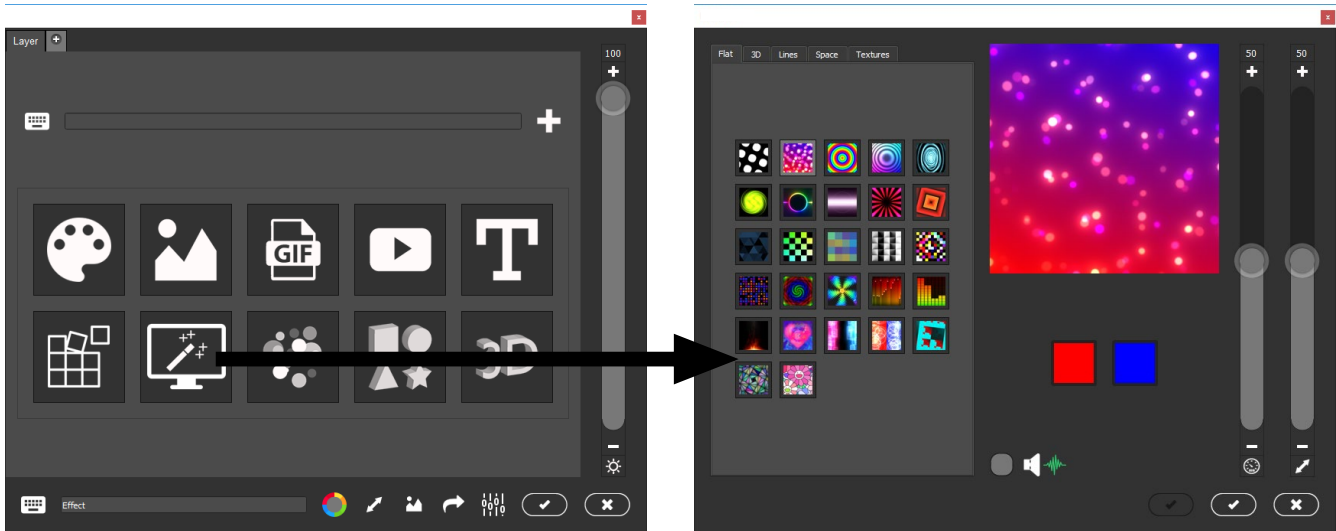 Layer
100
GIF
T
3D
Effect
Flat 3D Lines Space Textures
50 50